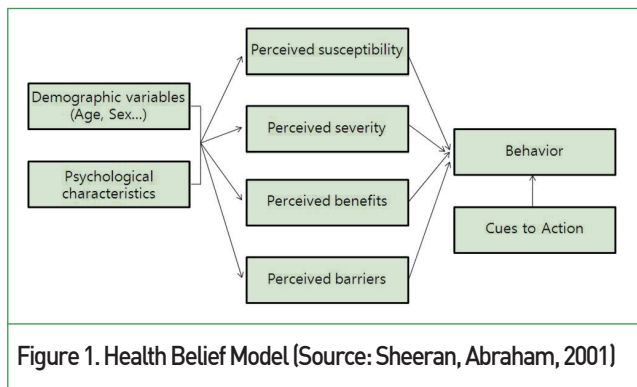 Perceived susceptibility
Demographic variables
(Age, Sex...)
Perceived severity
Behavior
Psychological
characteristics
Perceived benefits
Cues to Action
Perceived barriers
Figure 1. Health Belief Model (Source: Sheeran, Abraham, 2001)